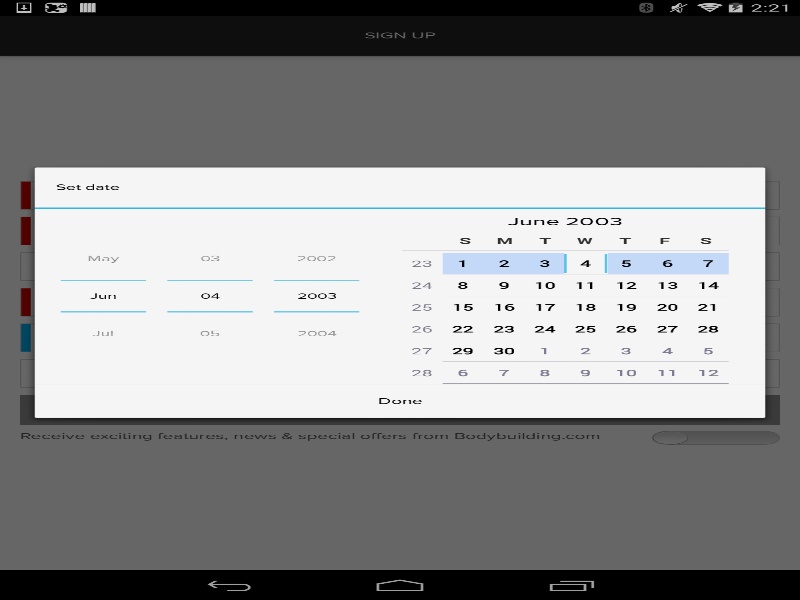 2:21
SIGN UP
Set date
June 2003
S M T W T F S
May 03 2002
23 1 2 3 4 5 6 7
24 8 9 10 11 12 13 14
Jun 04 2003
25 15 16 17 18 19 20 21
26 22 23 24 25 26 27 28
Jul 05 2004
27 29 30 1 2 3 4 5
28 6 7 8 9 10 11 12
Done
Receive exciting features, news & special offers from Bodybuilding.com